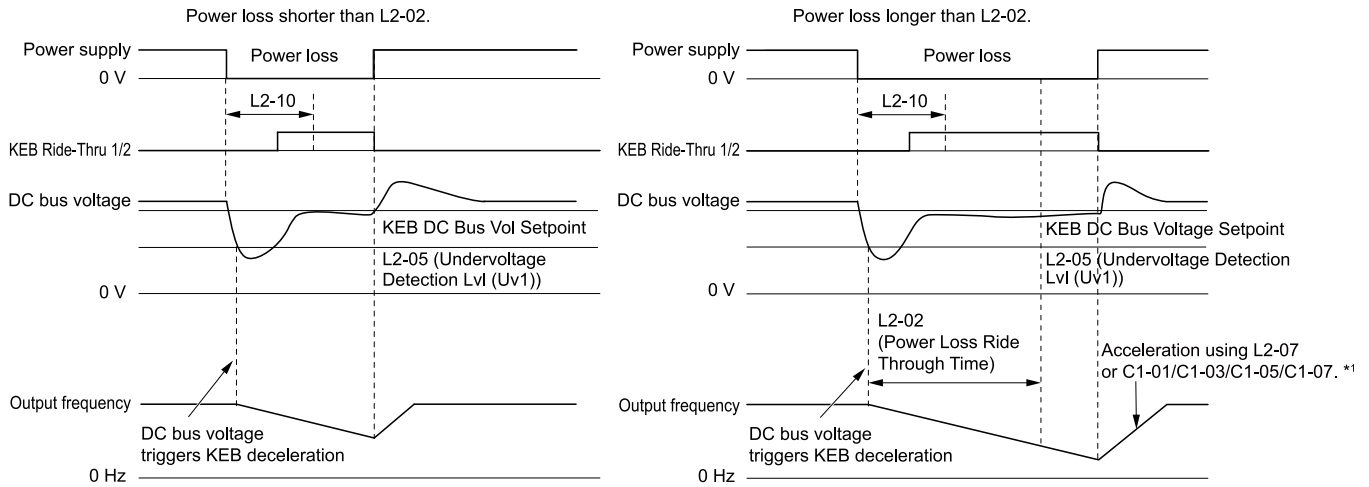 Power loss shorter than L2-02.
Power supply
Power loss
0 V
L2-10
KEB Ride-Thru 1/2
DC bus voltage
KEB DC Bus Vol Setpoint
L2-05 (Undervoltage
Detection Lvl (Uv1))
0 V
Output frequency
DC bus voltage
triggers KEB deceleration
0 Hz
Power loss longer than L2-02.
Power supply
Power loss
0 V
L2-10
KEB Ride-Thru 1/2
DC bus voltage
KEB DC Bus Voltage Setpoint
L2-05 (Undervoltage Detection
Lvl (Uv1))
0 V
L2-02
(Power Loss Ride
Through Time)
Acceleration using L2-07
or C1-01/C1-03/C1-05/C1-07. *1
Output frequency
DC bus voltage
triggers KEB deceleration
0 Hz